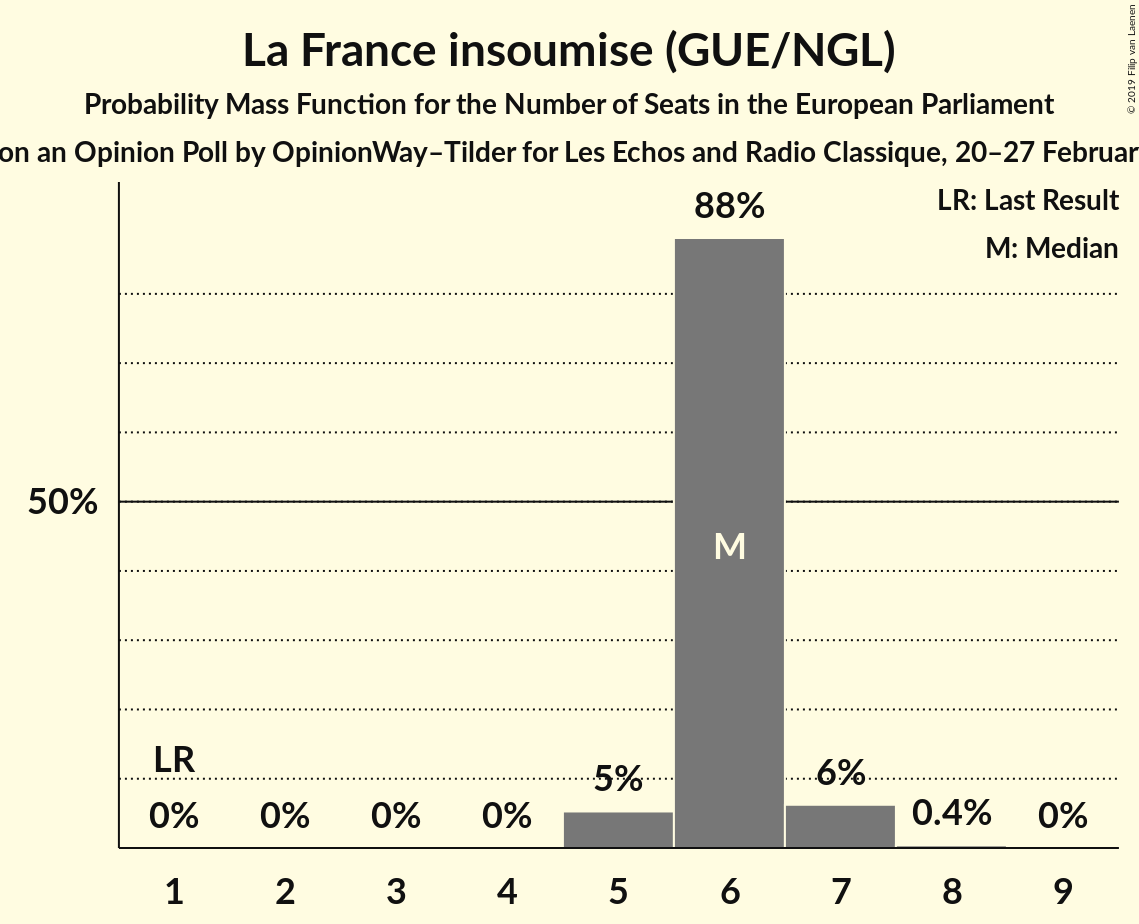 La France insoumise (GUE/NGL)
Probability Mass Function for the Number of Seats in the European Parliament
on an Opinion Poll by OpinionWay–Tilder for Les Echos and Radio Classique, 20–27 Februar
© 2019 Filip van Laenen
LR: Last Result
M: Median
88%
50%
M
LR
0% 0% 0% 0% 5% 6% 0.4% 0%
1 2 3 4 5 6 7 8 9